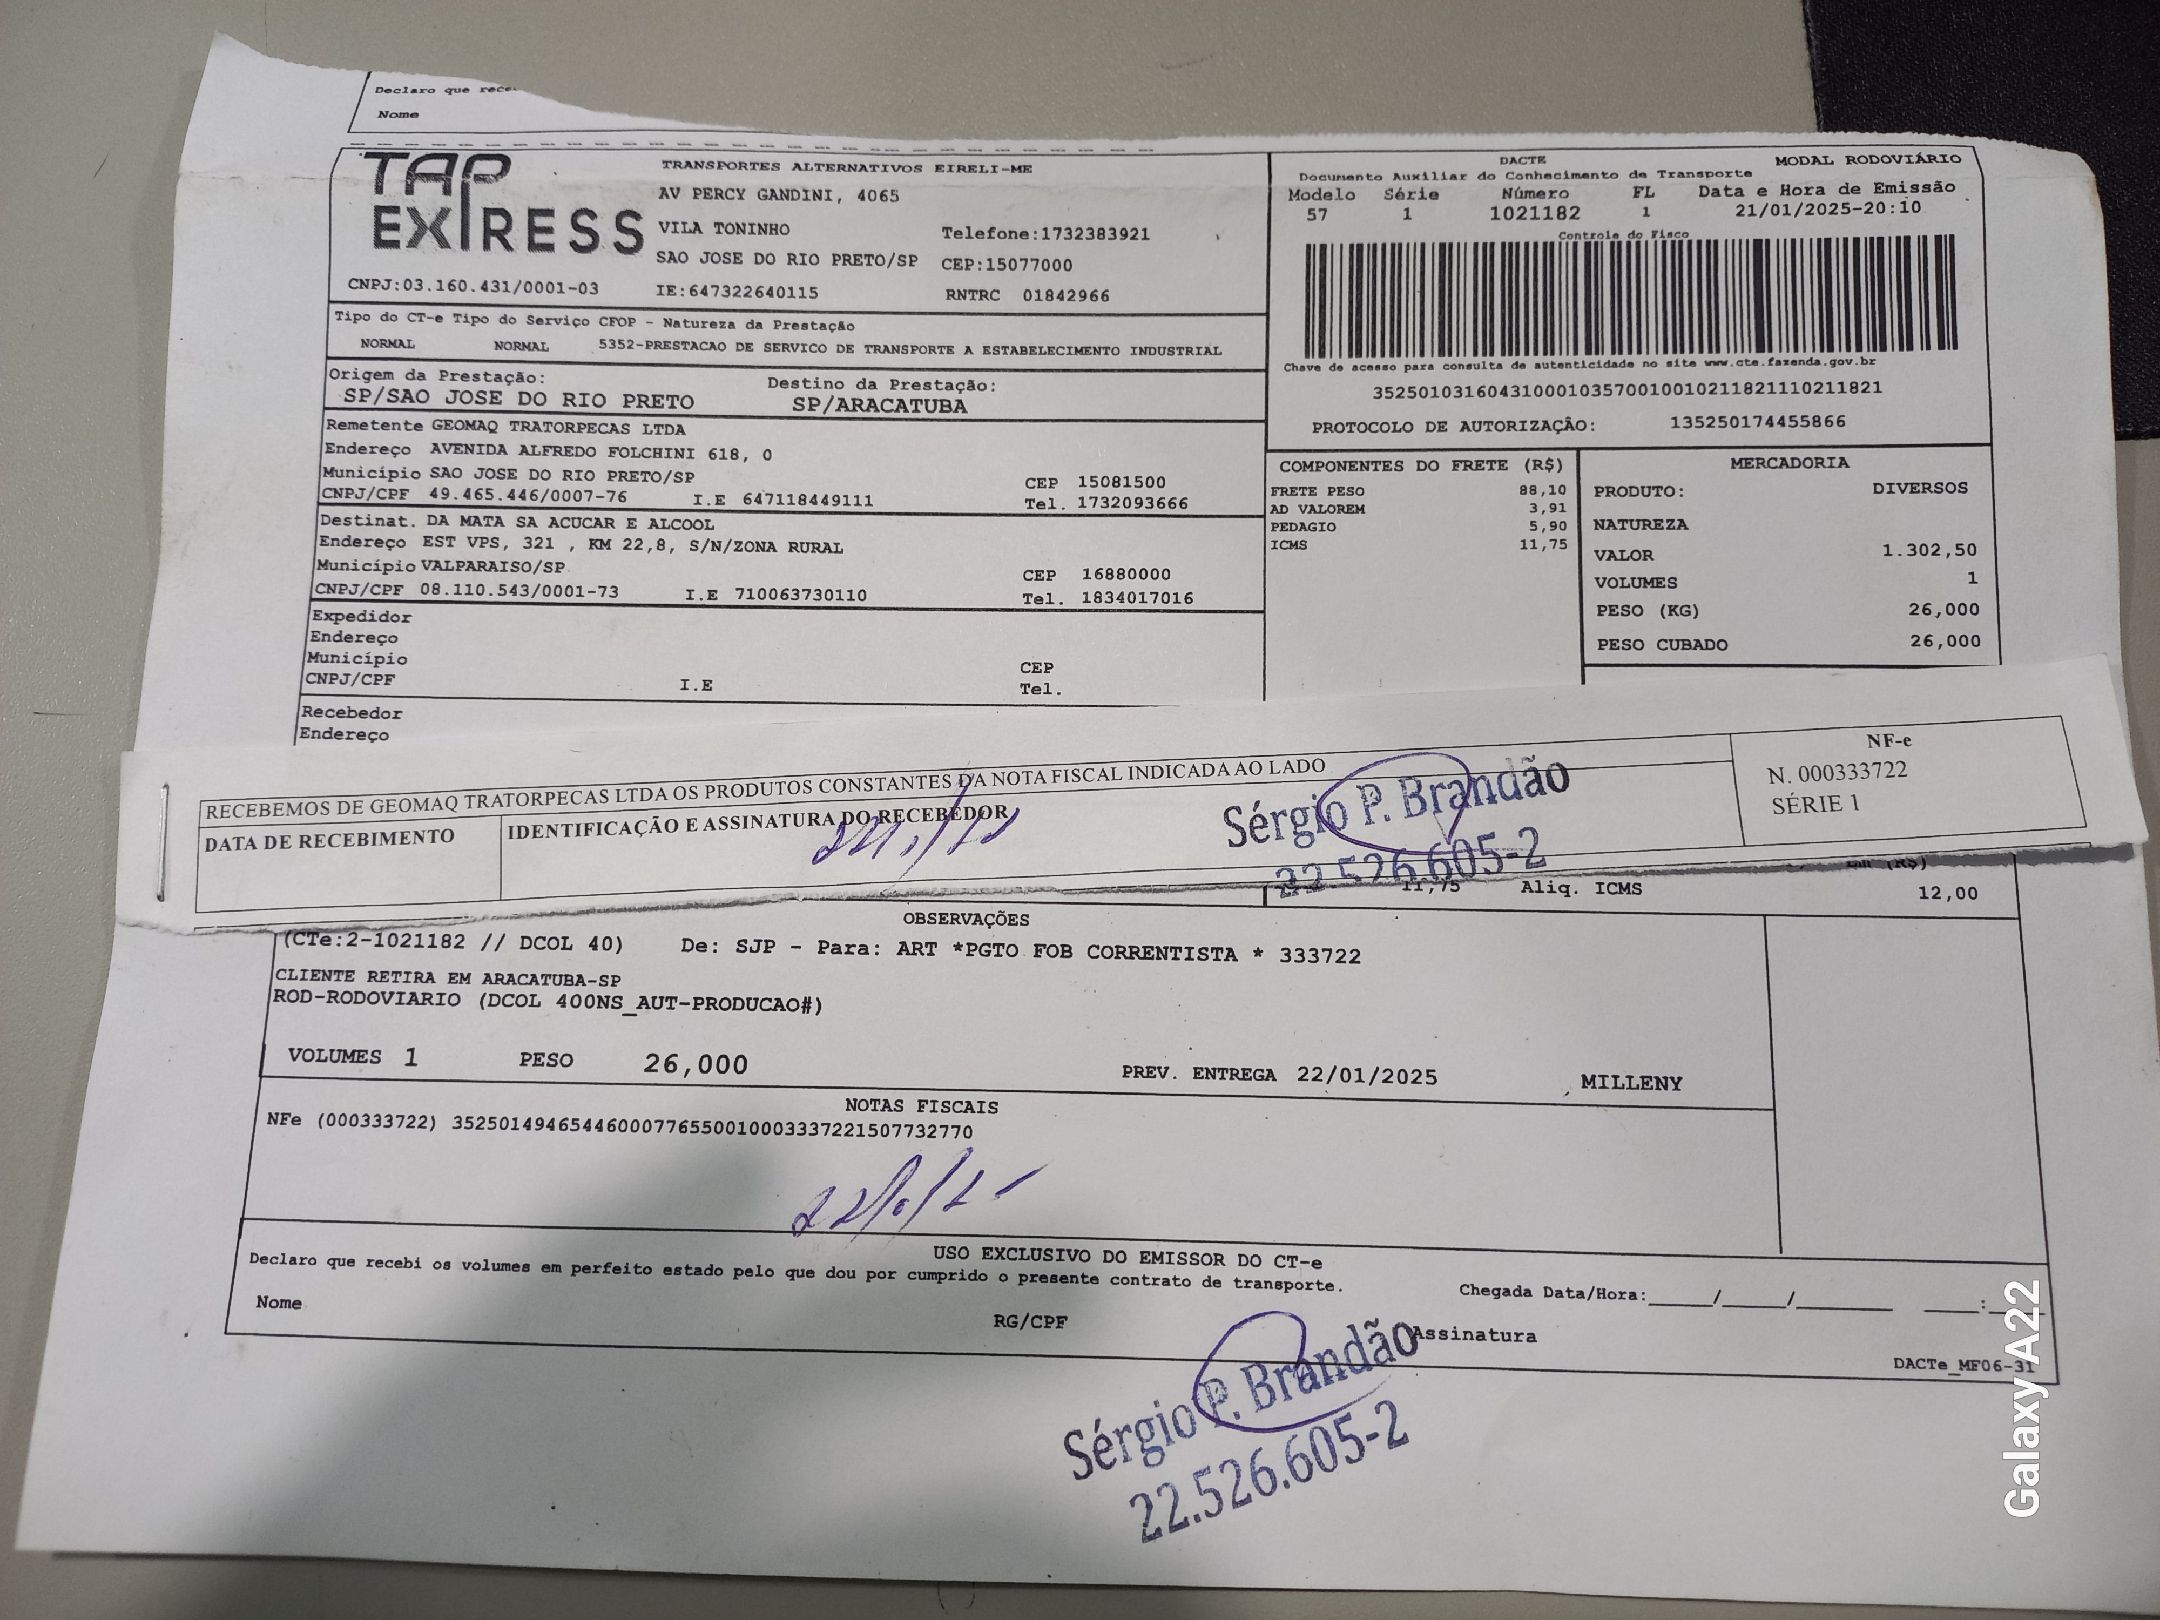 Declaro que rece
Nome
TAP EXPRESS
TRANSPORTES ALTERNATIVOS EIRELI-ME
AV PERCY GANDINI, 4065
VILA TONINHO Telefone:1732383921
SAO JOSE DO RIO PRETO/SP CEP:15077000
CNPJ:03.160.431/0001-03 IE:647322640115 RNTRC 01842966
DACTE MODAL RODOVIÁRIO
Documento Auxiliar do Conhecimento de Transporte
Modelo Série Número FL Data e Hora de Emissão
57 1 1021182 1 21/01/2025-20:10
Controle do Fisco
Chave de acesso para consulta de autenticidade no site www.cte.fazenda.gov.br
35250103160431000103570010010211821110211821
PROTOCOLO DE AUTORIZAÇÃO: 135250174455866
Tipo do CT-e Tipo do Serviço CFOP - Natureza da Prestação
NORMAL NORMAL 5352-PRESTACAO DE SERVICO DE TRANSPORTE A ESTABELECIMENTO INDUSTRIAL
Origem da Prestação: Destino da Prestação:
SP/SAO JOSE DO RIO PRETO SP/ARACATUBA
Remetente GEOMAQ TRATORPECAS LTDA
Endereço AVENIDA ALFREDO FOLCHINI 618, 0
Município SAO JOSE DO RIO PRETO/SP CEP 15081500
CNPJ/CPF 49.465.446/0007-76 I.E 647118449111 Tel. 1732093666
Destinat. DA MATA SA ACUCAR E ALCOOL
Endereço EST VPS, 321 , KM 22,8, S/N/ZONA RURAL
Município VALPARAISO/SP CEP 16880000
CNPJ/CPF 08.110.543/0001-73 I.E 710063730110 Tel. 1834017016
Expedidor
Endereço
Município CEP
CNPJ/CPF I.E Tel.
Recebedor
Endereço
COMPONENTES DO FRETE (R$)
FRETE PESO 88,10
AD VALOREM 3,91
PEDAGIO 5,90
ICMS 11,75
MERCADORIA
PRODUTO: DIVERSOS
NATUREZA
VALOR 1.302,50
VOLUMES 1
PESO (KG) 26,000
PESO CUBADO 26,000
RECEBEMOS DE GEOMAQ TRATORPECAS LTDA OS PRODUTOS CONSTANTES DA NOTA FISCAL INDICADA AO LADO
DATA DE RECEBIMENTO IDENTIFICAÇÃO E ASSINATURA DO RECEBEDOR
Sérgio P. Brandão
22.526.605-2
NF-e
N. 000333722
SÉRIE 1
11,75 Aliq. ICMS 12,00
OBSERVAÇÕES
(CTe:2-1021182 // DCOL 40) De: SJP - Para: ART *PGTO FOB CORRENTISTA * 333722
CLIENTE RETIRA EM ARACATUBA-SP
ROD-RODOVIARIO (DCOL 400NS_AUT-PRODUCAO#)
VOLUMES 1 PESO 26,000 PREV. ENTREGA 22/01/2025 MILLENY
NOTAS FISCAIS
NFe (000333722) 35250149465446000776550010003337221507732770
USO EXCLUSIVO DO EMISSOR DO CT-e
Declaro que recebi os volumes em perfeito estado pelo que dou por cumprido o presente contrato de transporte.
Chegada Data/Hora:_____/_____/________ ____:____
Nome RG/CPF Assinatura
DACTe_MF06-31
Sérgio P. Brandão
22.526.605-2
Galaxy A22